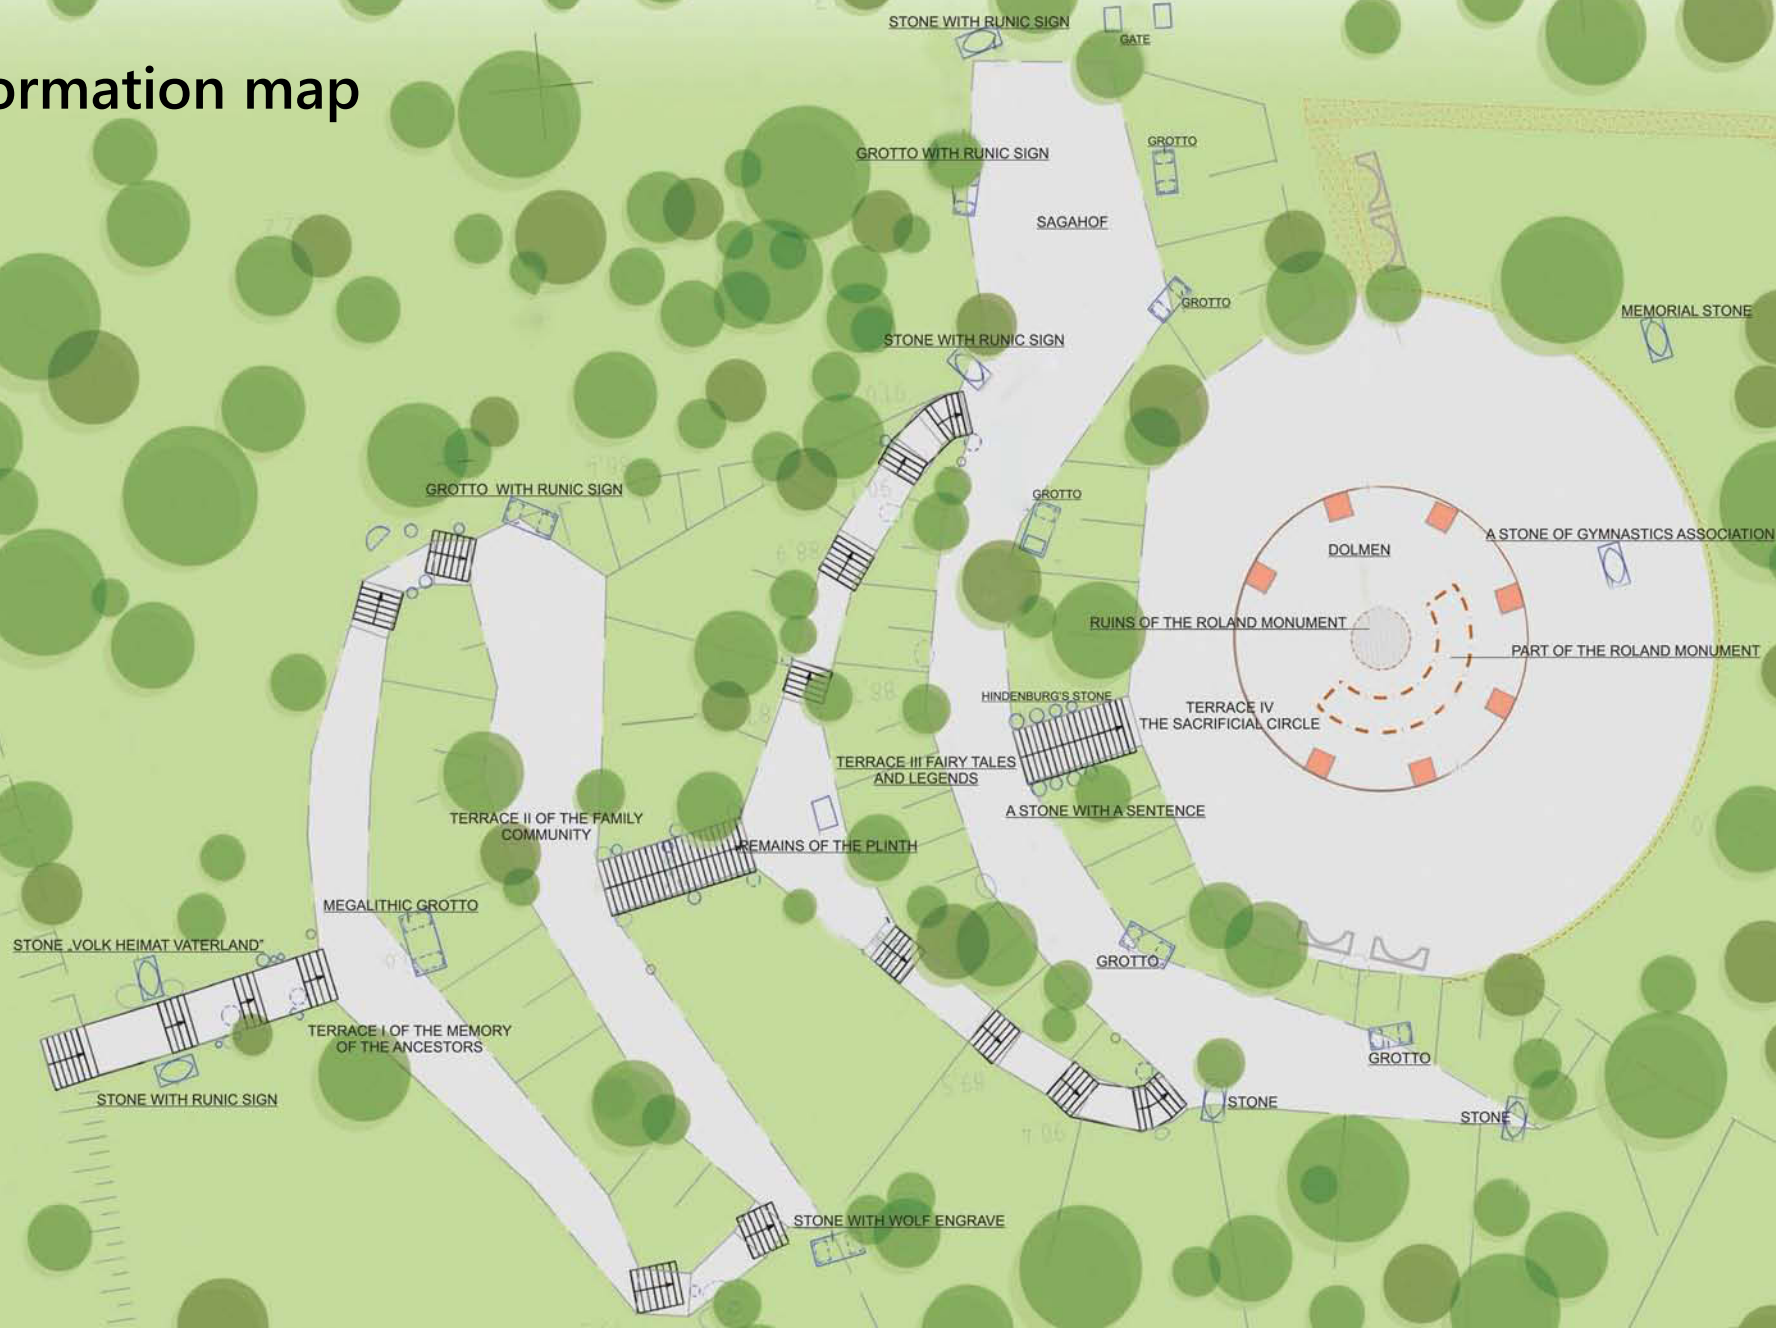 ormation map
STONE WITH RUNIC SIGN
GATE
GROTTO
GROTTO WITH RUNIC SIGN
SAGAHOF
GROTTO
MEMORIAL STONE
STONE WITH RUNIC SIGN
GROTTO WITH RUNIC SIGN
GROTTO
A STONE OF GYMNASTICS ASSOCIATION
DOLMEN
RUINS OF THE ROLAND MONUMENT
PART OF THE ROLAND MONUMENT
HINDENBURG'S STONE
TERRACE IV
THE SACRIFICIAL CIRCLE
TERRACE III FAIRY TALES
AND LEGENDS
A STONE WITH A SENTENCE
TERRACE II OF THE FAMILY
COMMUNITY
REMAINS OF THE PLINTH
MEGALITHIC GROTTO
STONE „VOLK HEIMAT VATERLAND”
GROTTO
TERRACE I OF THE MEMORY
OF THE ANCESTORS
GROTTO
STONE WITH RUNIC SIGN
STONE
STONE
STONE WITH WOLF ENGRAVE